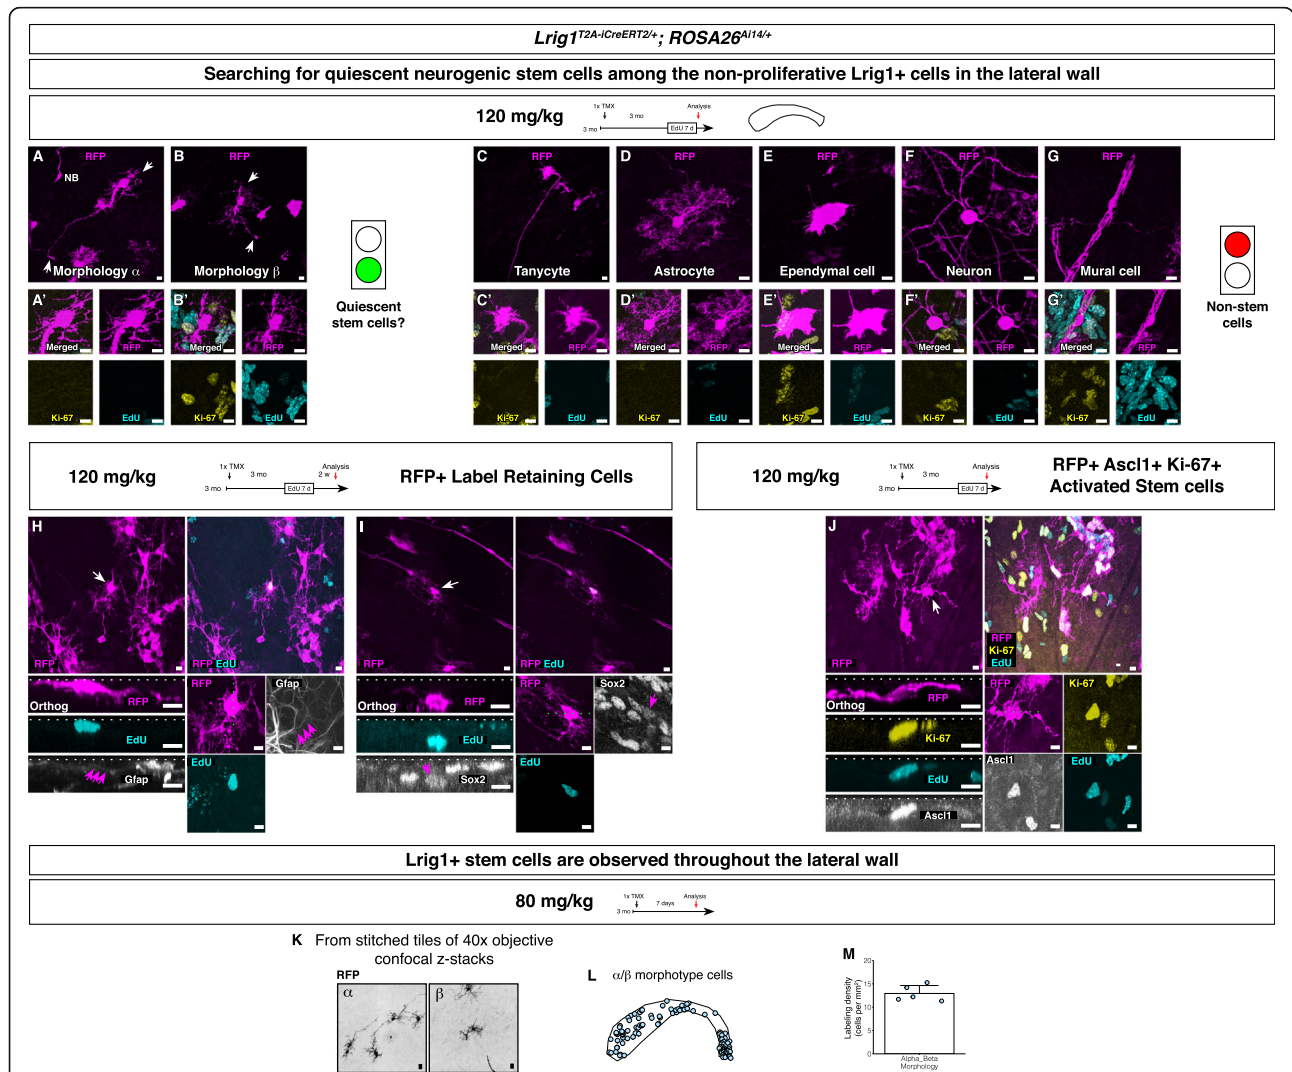 Lrig1T2A-iCreERT2/+; ROSA26Ai14/+
Searching for quiescent neurogenic stem cells among the non-proliferative Lrig1+ cells in the lateral wall
120 mg/kg
1x TMX
3 mo
Analysis
3 mo
EdU 7 d
A
RFP
NB
Morphology α
B
RFP
Morphology β
Quiescent
stem cells?
C
RFP
Tanycyte
D
RFP
Astrocyte
E
RFP
Ependymal cell
F
RFP
Neuron
G
RFP
Mural cell
Non-stem
cells
A'
Merged
RFP
B'
Merged
RFP
C'
Merged
RFP
D'
Merged
RFP
E'
Merged
RFP
F'
Merged
RFP
G'
Merged
RFP
Ki-67
EdU
Ki-67
EdU
Ki-67
EdU
Ki-67
EdU
Ki-67
EdU
Ki-67
EdU
Ki-67
EdU
120 mg/kg
1x TMX
3 mo
Analysis
2 w
3 mo
EdU 7 d
RFP+ Label Retaining Cells
120 mg/kg
1x TMX
3 mo
Analysis
3 mo
EdU 7 d
RFP+ Ascl1+ Ki-67+
Activated Stem cells
H
RFP
RFP EdU
Orthog
RFP
EdU
Gfap
RFP
Gfap
EdU
I
RFP
RFP EdU
Orthog
RFP
EdU
Sox2
RFP
Sox2
EdU
J
RFP
RFP
Ki-67
EdU
Orthog
RFP
Ki-67
EdU
Ascl1
RFP
Ki-67
Ascl1
EdU
Lrig1+ stem cells are observed throughout the lateral wall
80 mg/kg
1x TMX
7 days
Analysis
3 mo
K From stitched tiles of 40x objective
confocal z-stacks
RFP
α
β
L α/β morphotype cells
M
Labeling density
(cells per mm²)
20
15
10
5
0
Alpha_Beta
Morphology